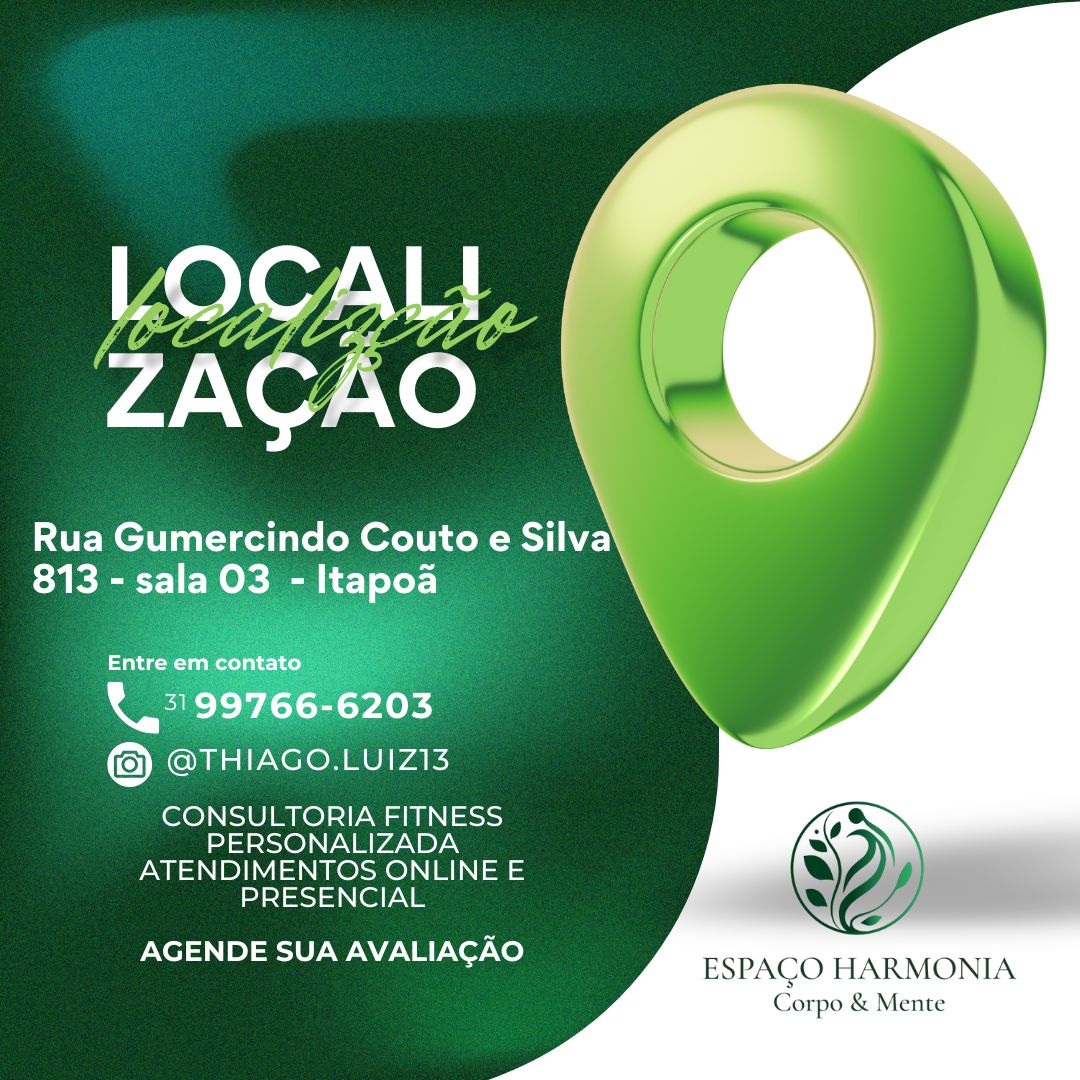 LOCALI
localizção
ZAÇÃO
Rua Gumercindo Couto e Silva
813 - sala 03 - Itapoã
Entre em contato
31 99766-6203
@THIAGO.LUIZ13
CONSULTORIA FITNESS
PERSONALIZADA
ATENDIMENTOS ONLINE E
PRESENCIAL
AGENDE SUA AVALIAÇÃO
ESPAÇO HARMONIA
Corpo & Mente